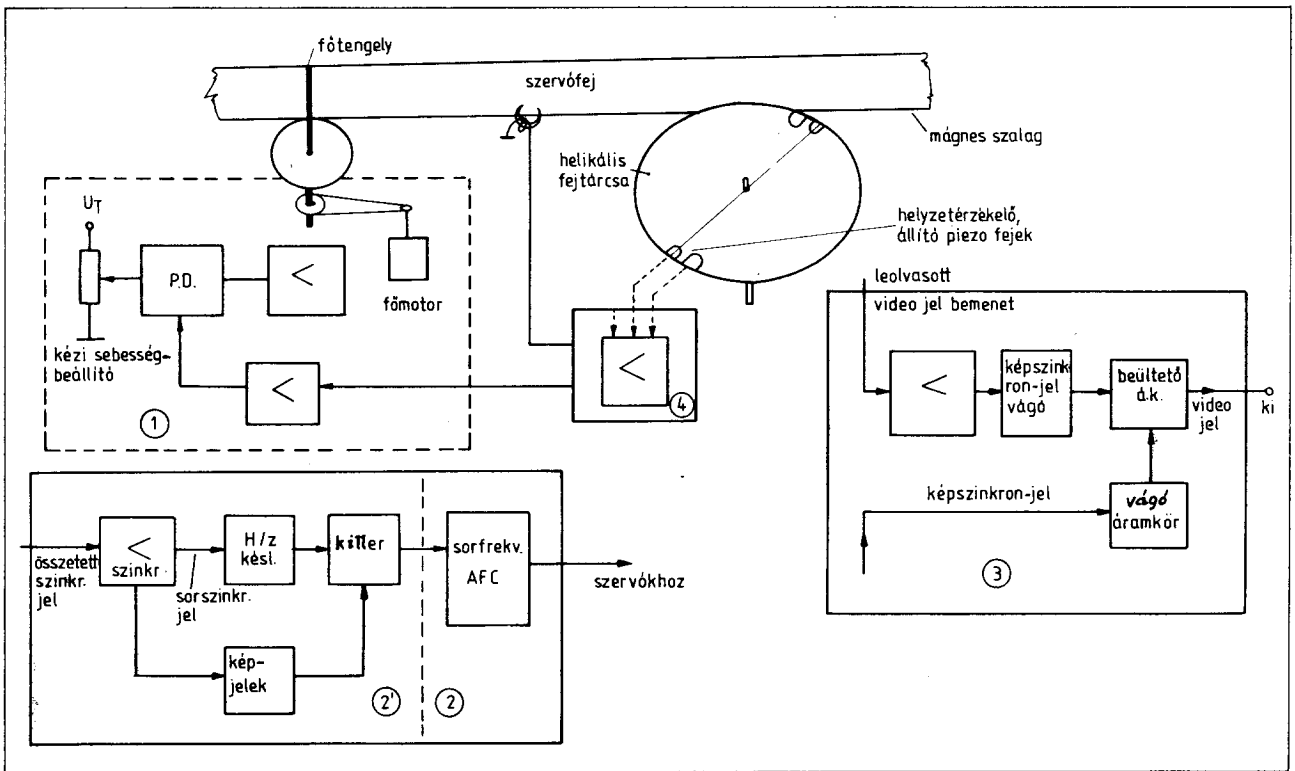 főtengely
szervófej
mágnes szalag
helikális
fejtárcsa
helyzetérzékelő,
állító piezo fejek
U_T
P.D.
<
főmotor
kézi sebesség-
beállító
<
①
<
④
leolvasott
video jel bemenet
<
képszink-
ron-jel
vágó
beültető
á.k.
video
jel
ki
képszinkron-jel
vágó
áramkör
③
összetett
szinkr.
jel
<
szinkr.
sorszinkr.
jel
H/z
késl.
killer
sorfrekv.
AFC
szervókhoz
kép-
jelek
②'
②